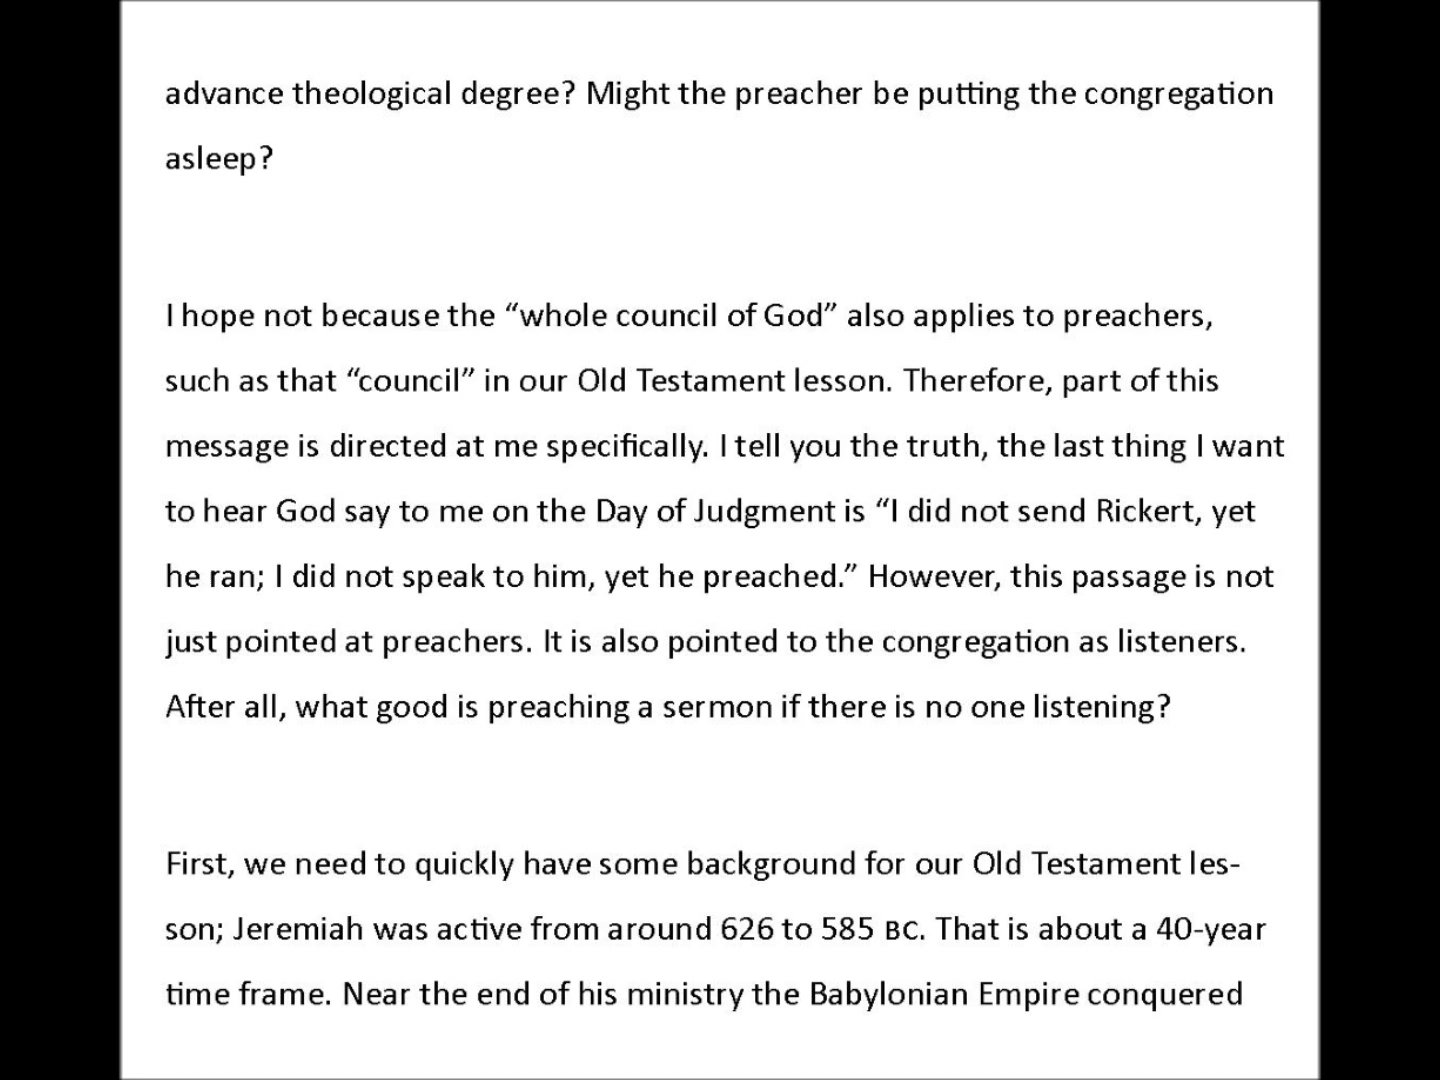 advance theological degree? Might the preacher be putting the congregation
asleep?
I hope not because the “whole council of God” also applies to preachers,
such as that “council” in our Old Testament lesson. Therefore, part of this
message is directed at me specifically. I tell you the truth, the last thing I want
to hear God say to me on the Day of Judgment is “I did not send Rickert, yet
he ran; I did not speak to him, yet he preached.” However, this passage is not
just pointed at preachers. It is also pointed to the congregation as listeners.
After all, what good is preaching a sermon if there is no one listening?
First, we need to quickly have some background for our Old Testament les-
son; Jeremiah was active from around 626 to 585 BC. That is about a 40-year
time frame. Near the end of his ministry the Babylonian Empire conquered